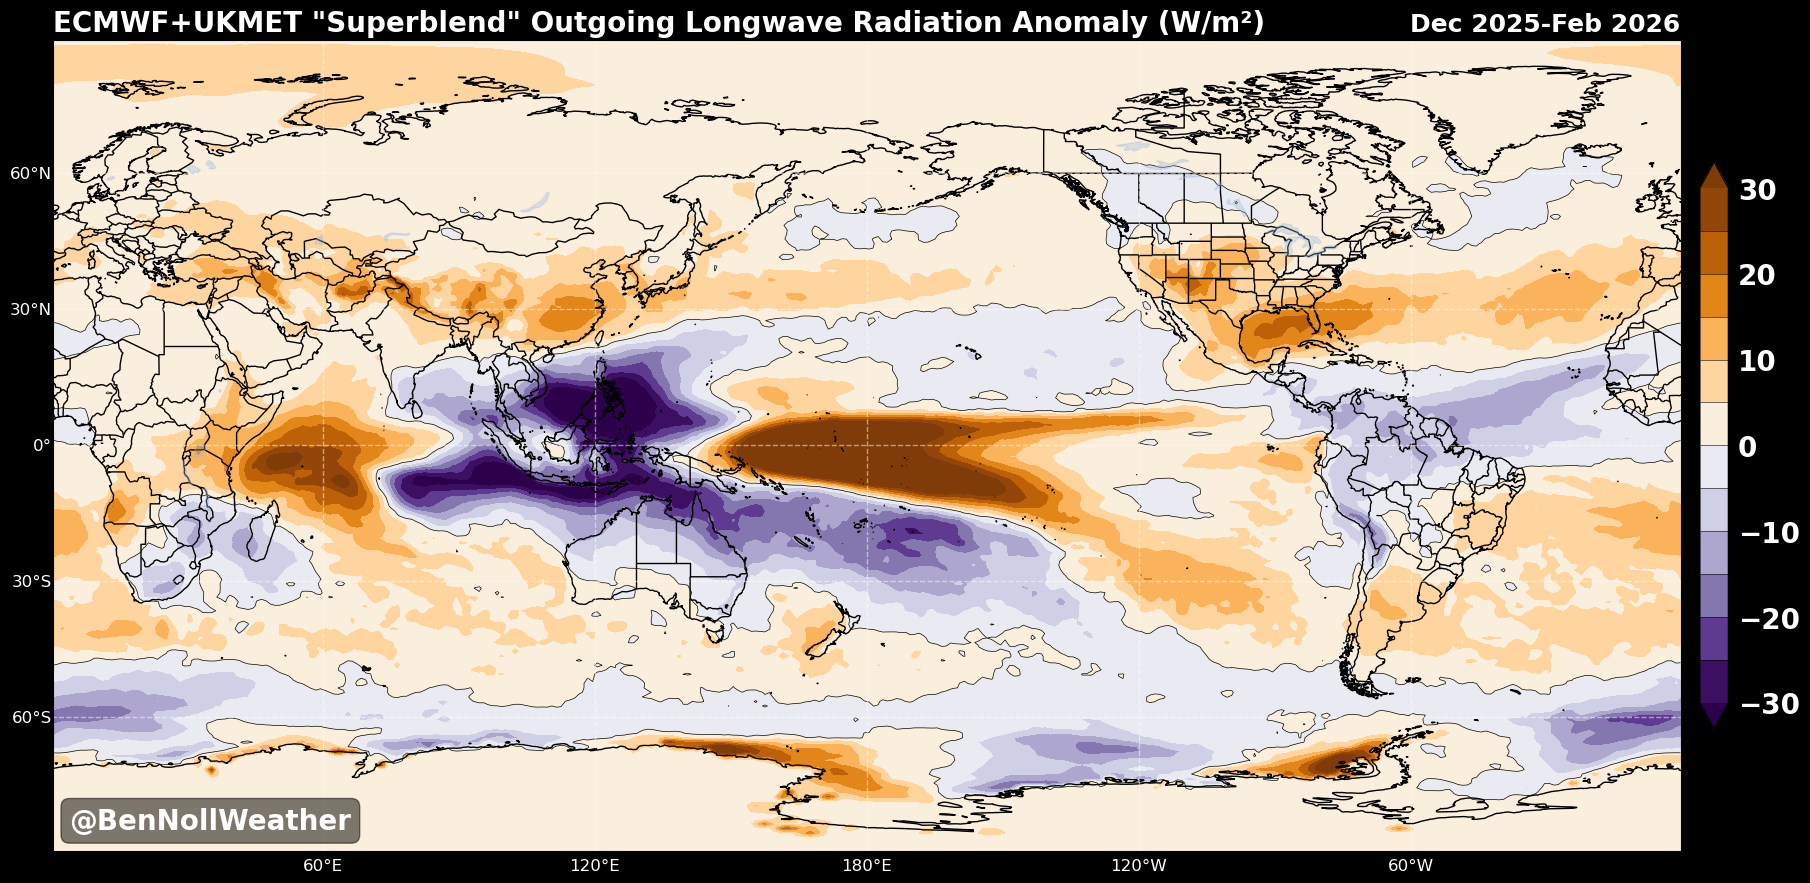 ECMWF+UKMET "Superblend" Outgoing Longwave Radiation Anomaly (W/m²) Dec 2025-Feb 2026
60°N
30°N
0°
30°S
60°S
60°E 120°E 180°E 120°W 60°W
30
20
10
0
−10
−20
−30
@BenNollWeather